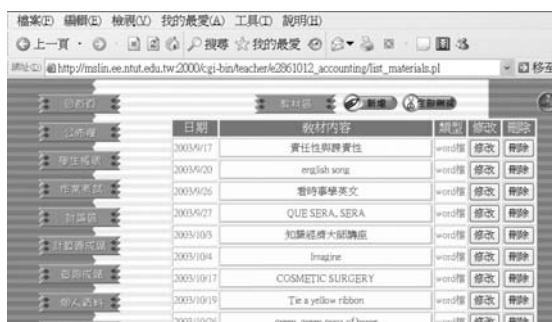 檔案(F) 編輯(E) 檢視(V) 我的最愛(A) 工具(T) 說明(H)
上一頁 搜尋 我的最愛
網址(D) http://mslin.ee.ntut.edu.tw:2000/cgi-bin/teacher/e2861012_accounting/list_materials.pl 移至
教材區 新增 全部刪除
公佈欄
日期 教材內容 類型 修改 刪除
2003/9/17 責任性與證責性 word檔 修改 刪除
2003/9/20 english song word檔 修改 刪除
2003/9/26 看時事學英文 word檔 修改 刪除
2003/9/27 QUE SERA, SERA word檔 修改 刪除
討論區
2003/10/3 知識經濟大師講座 word檔 修改 刪除
2003/10/4 Imagine word檔 修改 刪除
2003/10/17 COSMETIC SURGERY word檔 修改 刪除
2003/10/19 Tie a yellow ribbon word檔 修改 刪除
個人資料